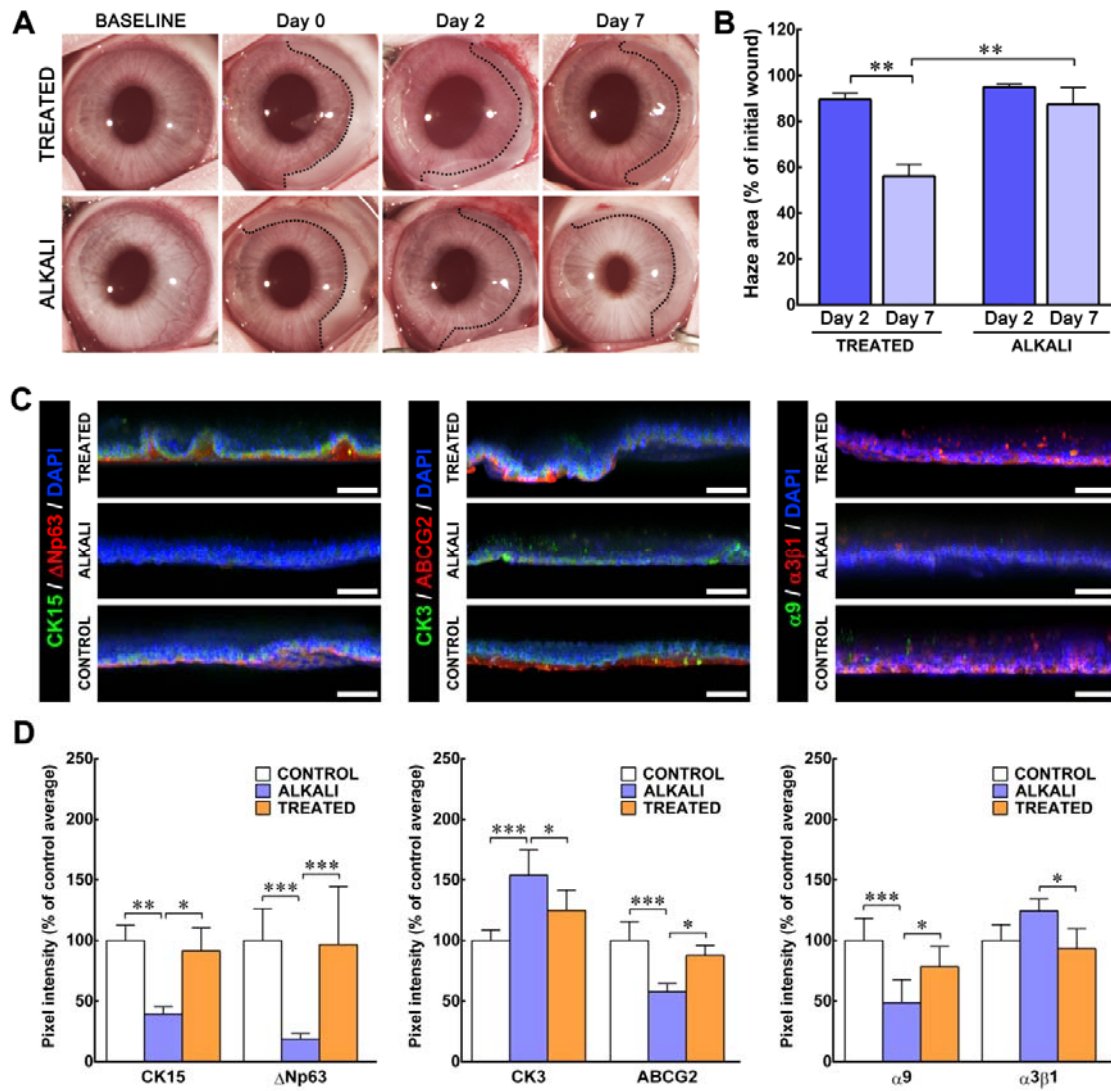 A
BASELINE Day 0 Day 2 Day 7
TREATED
ALKALI
B
Haze area (% of initial wound)
120
100
80
60
40
20
0
Day 2 Day 7 Day 2 Day 7
TREATED ALKALI
** **
C
CK15 / ΔNp63 / DAPI
TREATED
ALKALI
CONTROL
CK3 / ABCG2 / DAPI
TREATED
ALKALI
CONTROL
α9 / α3β1 / DAPI
TREATED
ALKALI
CONTROL
D
Pixel intensity (% of control average)
250
200
150
100
50
0
CONTROL
ALKALI
TREATED
** * *** ***
CK15 ΔNp63
Pixel intensity (% of control average)
250
200
150
100
50
0
CONTROL
ALKALI
TREATED
*** * *** *
CK3 ABCG2
Pixel intensity (% of control average)
250
200
150
100
50
0
CONTROL
ALKALI
TREATED
*** * *
α9 α3β1